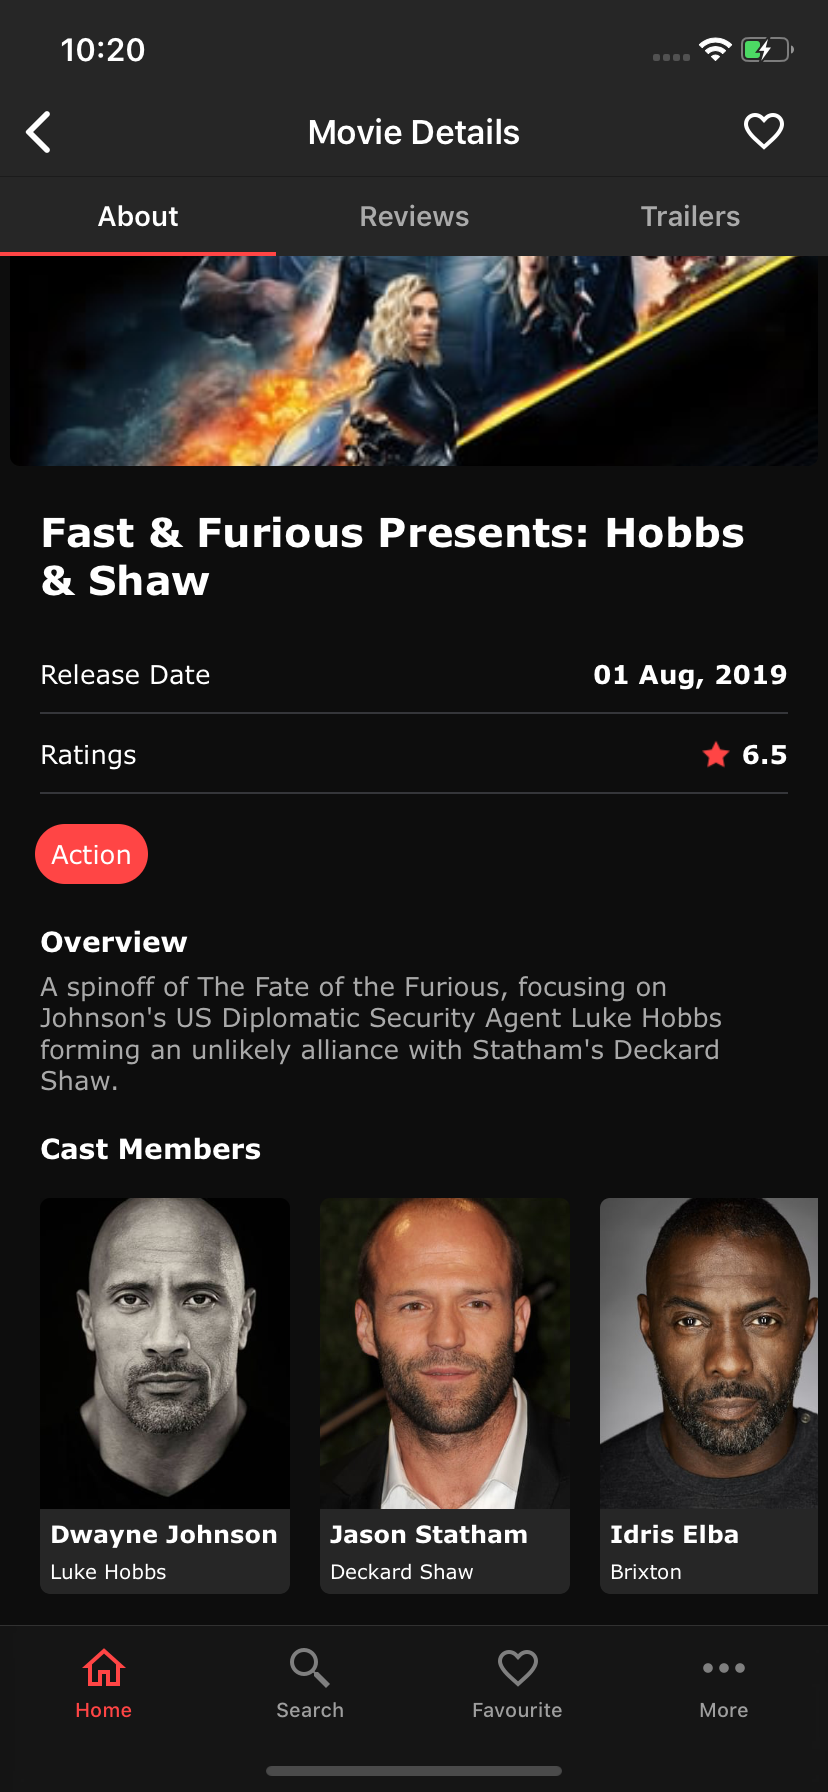 10:20
Movie Details
About
Reviews
Trailers
Fast & Furious Presents: Hobbs
& Shaw
Release Date
01 Aug, 2019
Ratings
6.5
Action
Overview
A spinoff of The Fate of the Furious, focusing on
Johnson's US Diplomatic Security Agent Luke Hobbs
forming an unlikely alliance with Statham's Deckard
Shaw.
Cast Members
Dwayne Johnson
Luke Hobbs
Jason Statham
Deckard Shaw
Idris Elba
Brixton
Home
Search
Favourite
More